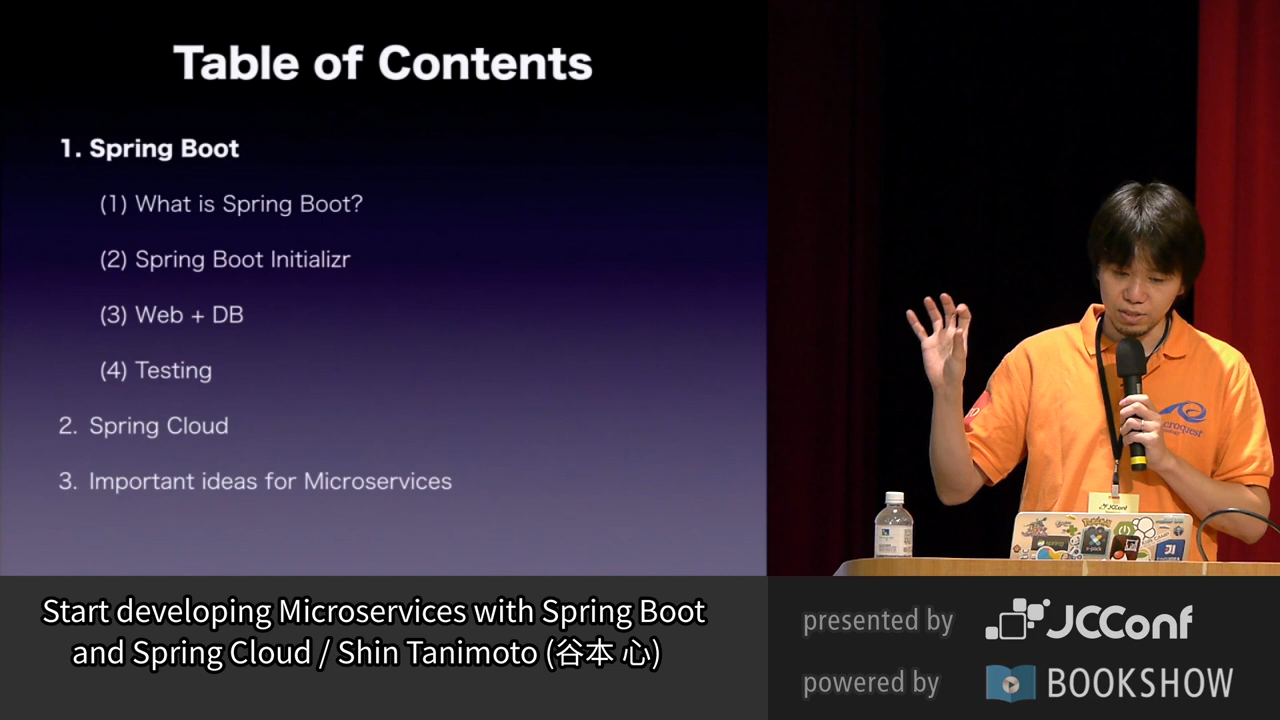 Table of Contents
1. Spring Boot
(1) What is Spring Boot?
(2) Spring Boot Initializr
(3) Web + DB
(4) Testing
2. Spring Cloud
3. Important ideas for Microservices
croquest
JCConf
Start developing Microservices with Spring Boot
and Spring Cloud / Shin Tanimoto (谷本 心)
presented by JCConf
powered by BOOKSHOW